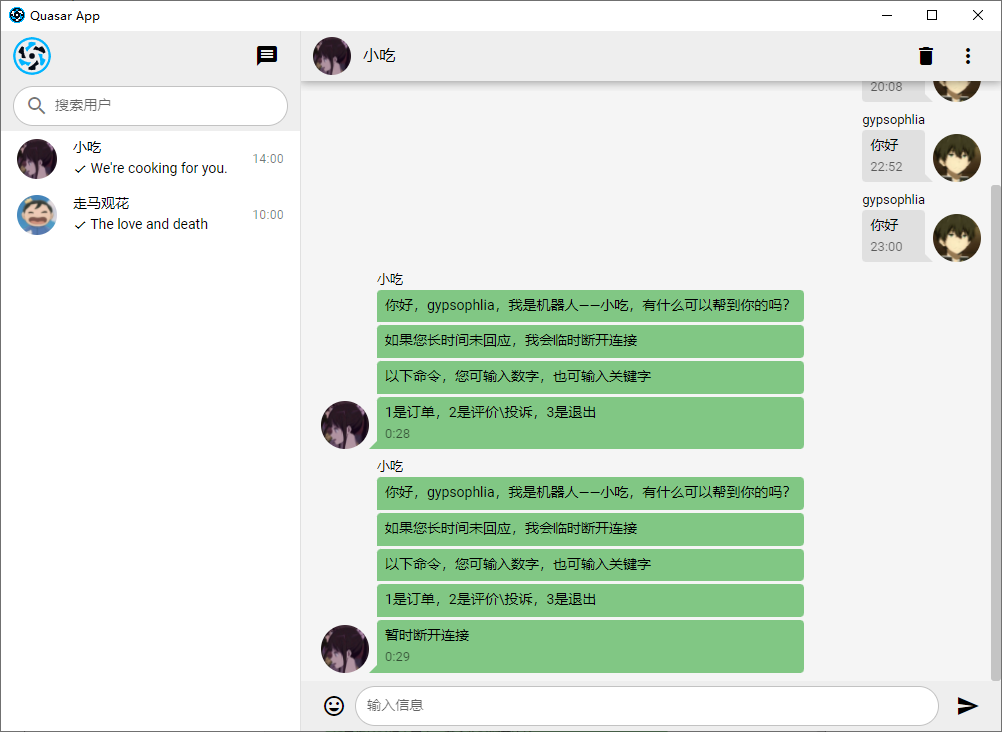 Quasar App
小吃
搜索用户
小吃
We're cooking for you.
14:00
走马观花
The love and death
10:00
20:08
gypsophlia
你好
22:52
gypsophlia
你好
23:00
小吃
你好，gypsophlia，我是机器人——小吃，有什么可以帮到你的吗？
如果您长时间未回应，我会临时断开连接
以下命令，您可输入数字，也可输入关键字
1是订单，2是评价\投诉，3是退出
0:28
小吃
你好，gypsophlia，我是机器人——小吃，有什么可以帮到你的吗？
如果您长时间未回应，我会临时断开连接
以下命令，您可输入数字，也可输入关键字
1是订单，2是评价\投诉，3是退出
暂时断开连接
0:29
输入信息